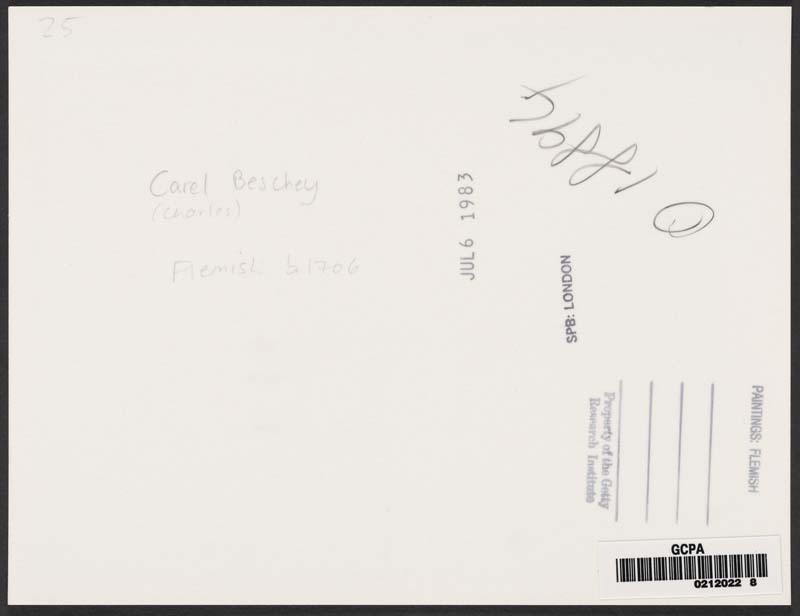 25
Carel Beschey
(Charles)
Flemish b 1706
JUL 6 1983
SPB: LONDON
PAINTINGS: FLEMISH
Property of the Getty
Research Institute
GCPA
0212022 8